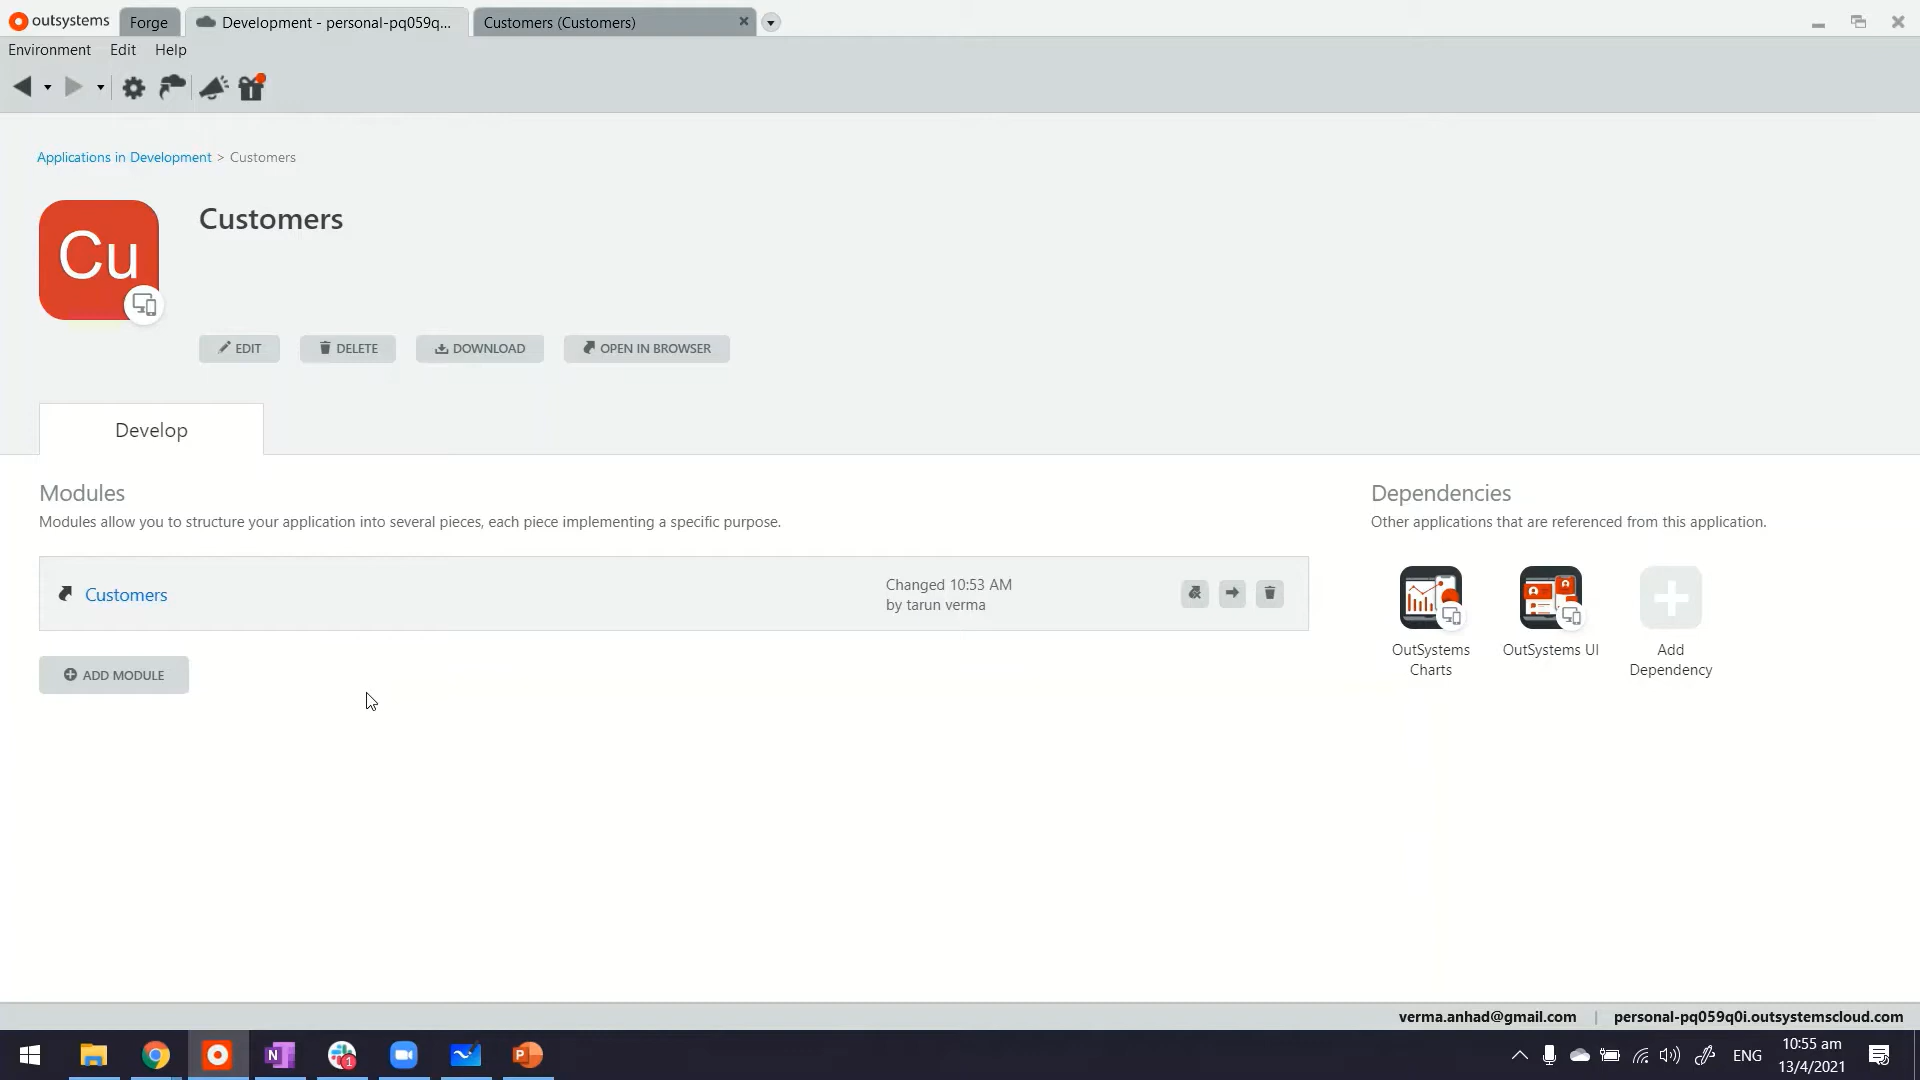 outsystems
Forge
Development - personal-pq059q...
Customers (Customers)
Environment Edit Help
Applications in Development > Customers
Cu
Customers
EDIT
DELETE
DOWNLOAD
OPEN IN BROWSER
Develop
Modules
Modules allow you to structure your application into several pieces, each piece implementing a specific purpose.
Customers
Changed 10:53 AM
by tarun verma
ADD MODULE
Dependencies
Other applications that are referenced from this application.
OutSystems
Charts
OutSystems UI
Add
Dependency
verma.anhad@gmail.com | personal-pq059q0i.outsystemscloud.com
N
1
P
ENG
10:55 am
13/4/2021